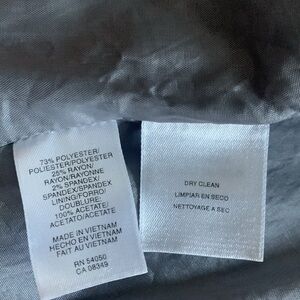 73% POLYESTER/
POLIESTER/POLYESTER
25% RAYON/
RAYON/RAYONNE
2% SPANDEX/
SPANDEX/SPANDEX
LINING/FORRO/
DOUBLURE:
100% ACETATE/
ACETATO/ACETATE
MADE IN VIETNAM
HECHO EN VIETNAM
FAIT AU VIETNAM
RN 54050
CA 08349
DRY CLEAN
LIMPIAR EN SECO
NETTOYAGE A SEC